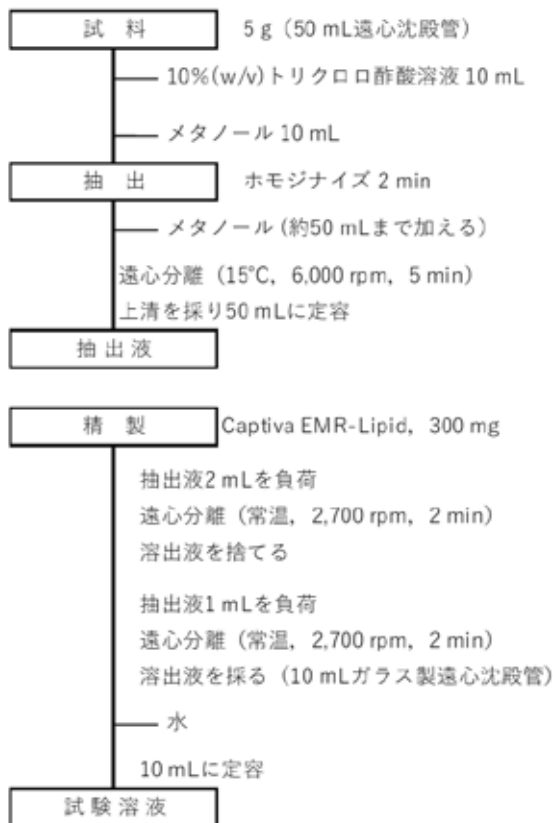 試 料 5 g（50 mL遠心沈殿管）
10%(w/v)トリクロロ酢酸溶液 10 mL
メタノール 10 mL
抽 出 ホモジナイズ 2 min
メタノール (約50 mLまで加える）
遠心分離（15℃，6,000 rpm，5 min）
上清を採り50 mLに定容
抽 出 液
精 製 Captiva EMR-Lipid，300 mg
抽出液2 mLを負荷
遠心分離（常温，2,700 rpm，2 min）
溶出液を捨てる
抽出液1 mLを負荷
遠心分離（常温，2,700 rpm，2 min）
溶出液を採る（10 mLガラス製遠心沈殿管）
水
10 mLに定容
試 験 溶 液